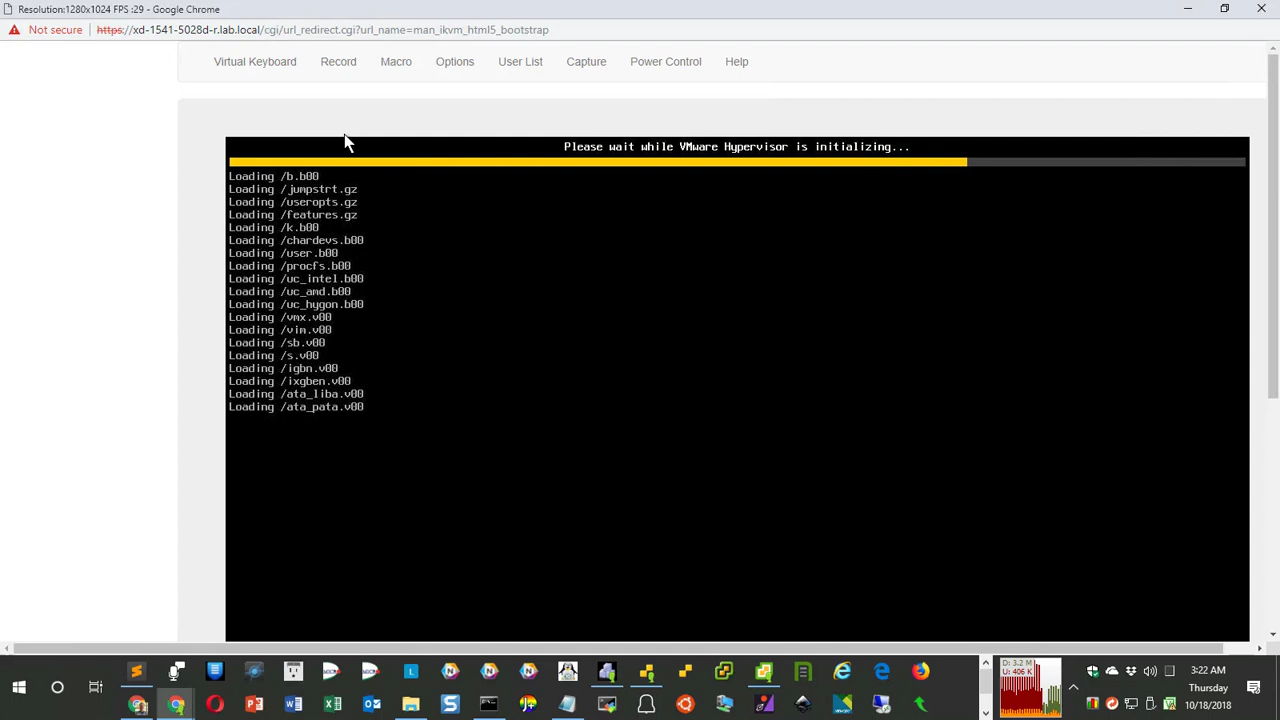 Resolution:1280x1024 FPS :29 - Google Chrome
Not secure https://xd-1541-5028d-r.lab.local/cgi/url_redirect.cgi?url_name=man_ikvm_html5_bootstrap
Virtual Keyboard Record Macro Options User List Capture Power Control Help
Please wait while VMware Hypervisor is initializing...
Loading /b.b00
Loading /jumpstrt.gz
Loading /useropts.gz
Loading /features.gz
Loading /k.b00
Loading /chardevs.b00
Loading /user.b00
Loading /procfs.b00
Loading /uc_intel.b00
Loading /uc_amd.b00
Loading /uc_hygon.b00
Loading /vmx.v00
Loading /vim.v00
Loading /sb.v00
Loading /s.v00
Loading /igbn.v00
Loading /ixgben.v00
Loading /ata_liba.v00
Loading /ata_pata.v00
D: 3.2 M
U: 406 K
3:22 AM
Thursday
10/18/2018